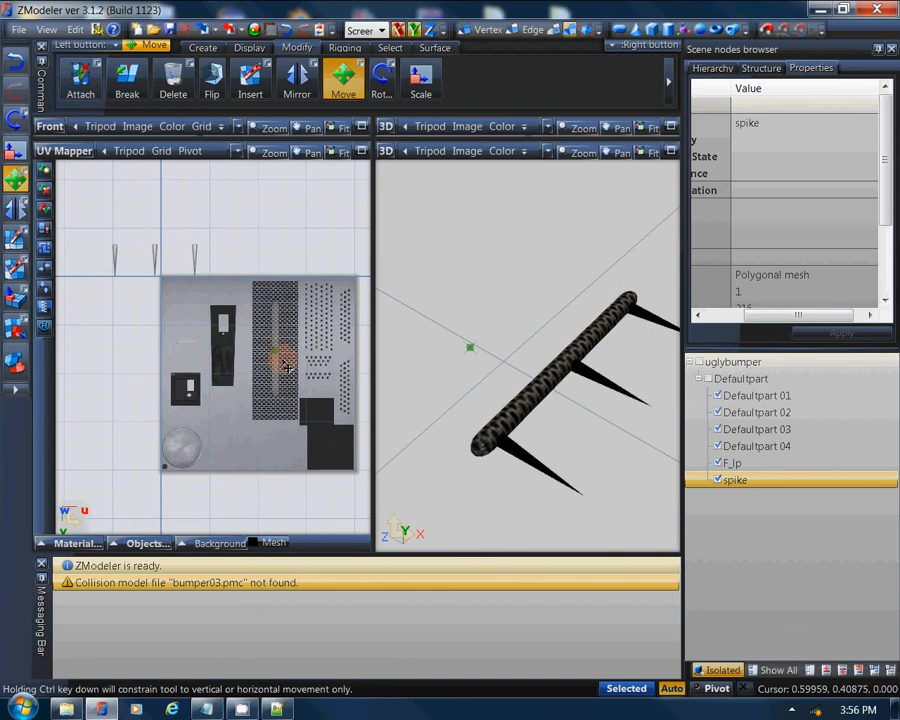 ZModeler ver 3.1.2 (Build 1123)
File View Edit
Screer
Vertex Edge
Left button: Move Create Display Modify Rigging Select Surface :Right button
Attach Break Delete Flip Insert Mirror Move Rot... Scale
Comman
Front Tripod Image Color Grid Zoom Pan Fit
3D Tripod Image Color Zoom Pan Fit
UV Mapper Tripod Grid Pivot Zoom Pan Fit
3D Tripod Image Color Zoom Pan Fit
w u
Z Y X
Material... Objects... Background Mesh
Scene nodes browser
Hierarchy Structure Properties
Value
spike
y
State
nce
ation
Polygonal mesh
1
216
Apply
uglybumper
Defaultpart
Defaultpart 01
Defaultpart 02
Defaultpart 03
Defaultpart 04
F_lp
spike
Isolated Show All
ZModeler is ready.
Collision model file "bumper03.pmc" not found.
Messaging Bar
Holding Ctrl key down will constrain tool to vertical or horizontal movement only.
Selected Auto Pivot Cursor: 0.59959, 0.40875, 0.000
3:56 PM